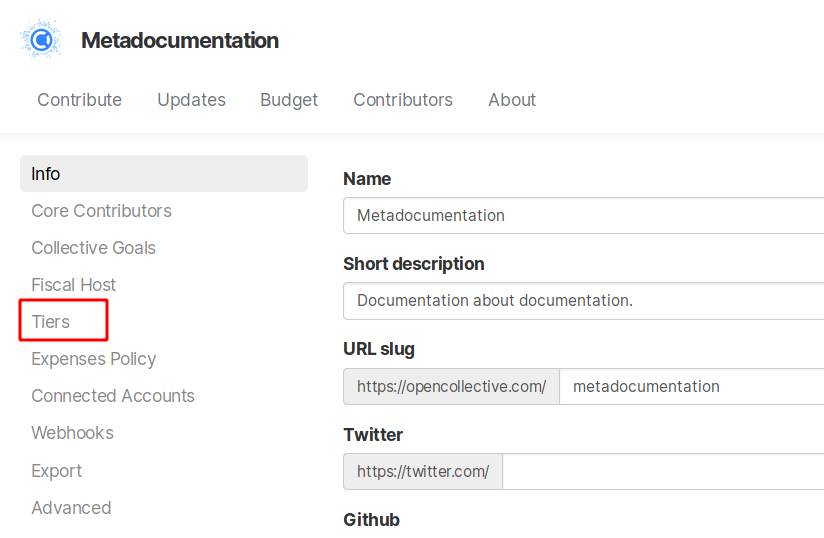 Metadocumentation
Contribute Updates Budget Contributors About
Info
Core Contributors
Collective Goals
Fiscal Host
Tiers
Expenses Policy
Connected Accounts
Webhooks
Export
Advanced
Name
Metadocumentation
Short description
Documentation about documentation.
URL slug
https://opencollective.com/ metadocumentation
Twitter
https://twitter.com/
Github